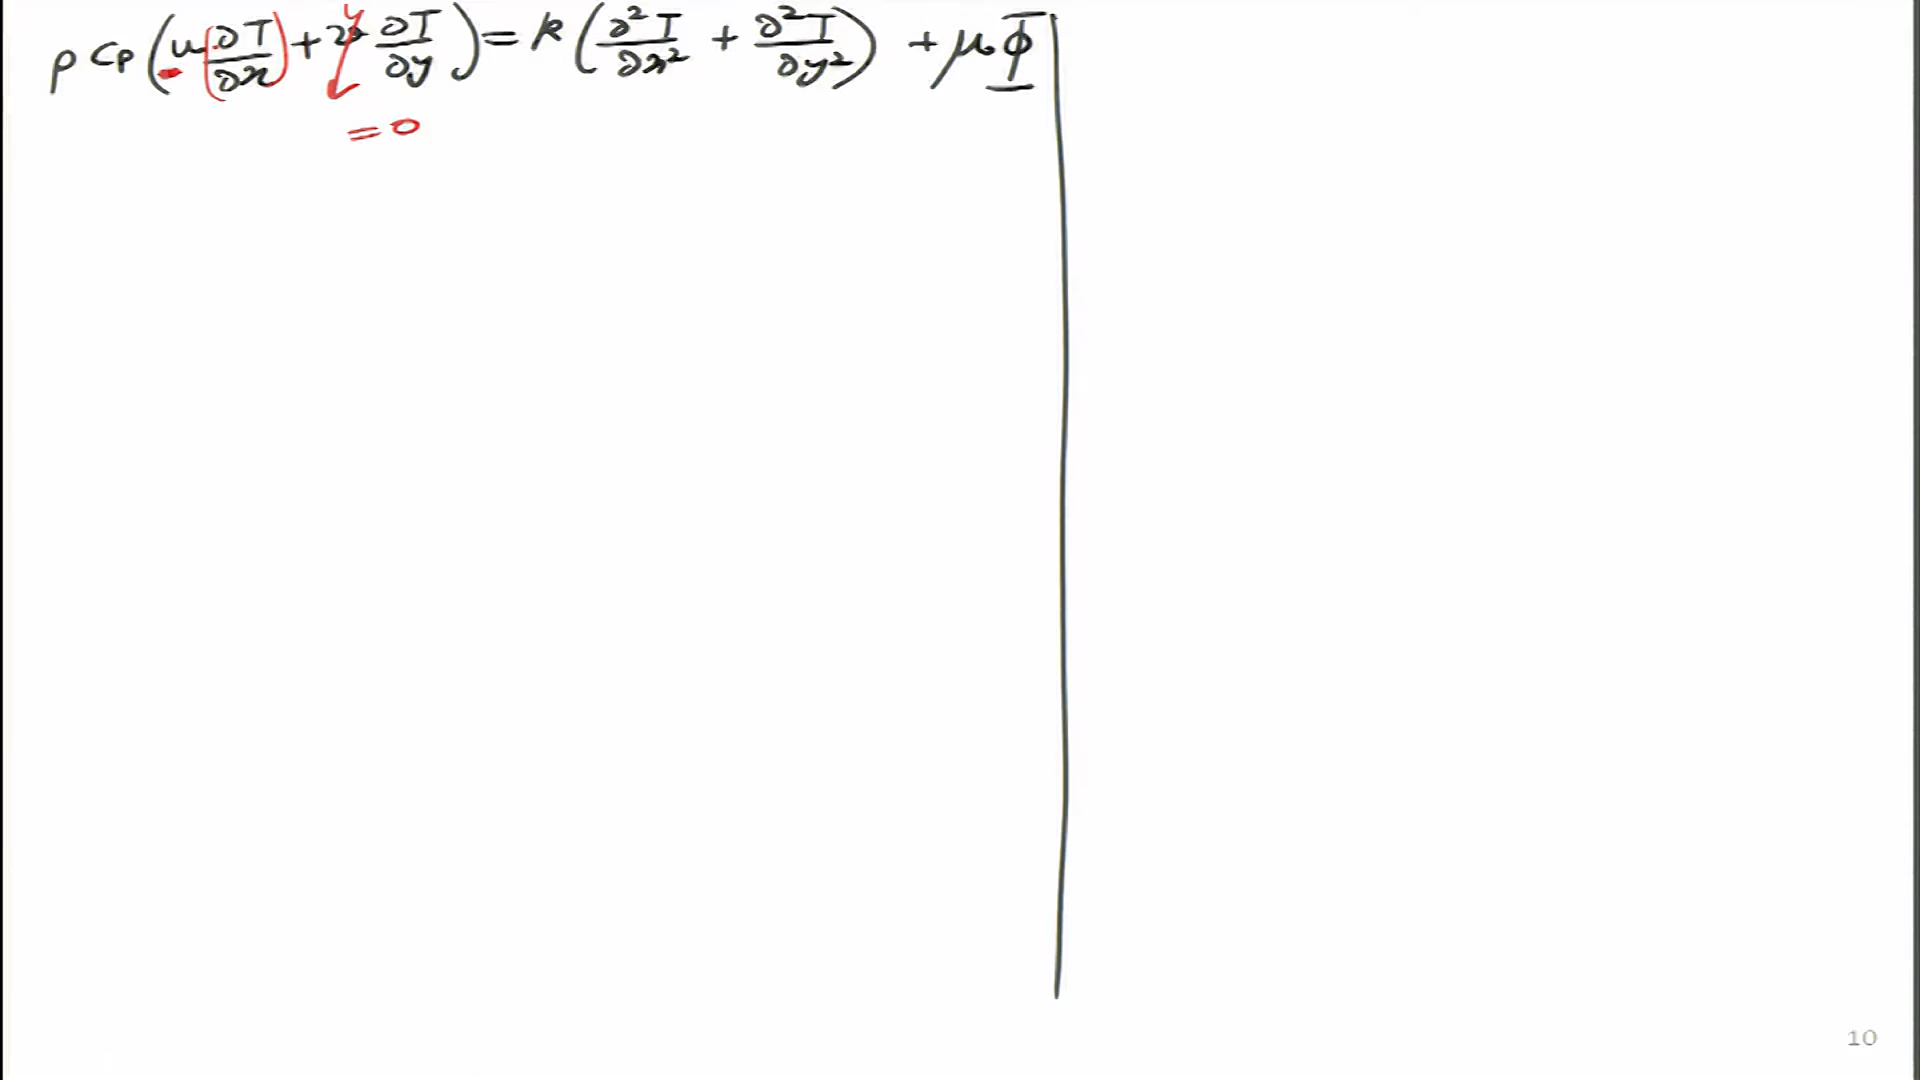 ρ Cp (u ∂T/∂x + v ∂T/∂y) = k (∂²T/∂x² + ∂²T/∂y²) + μ Φ
= 0
10